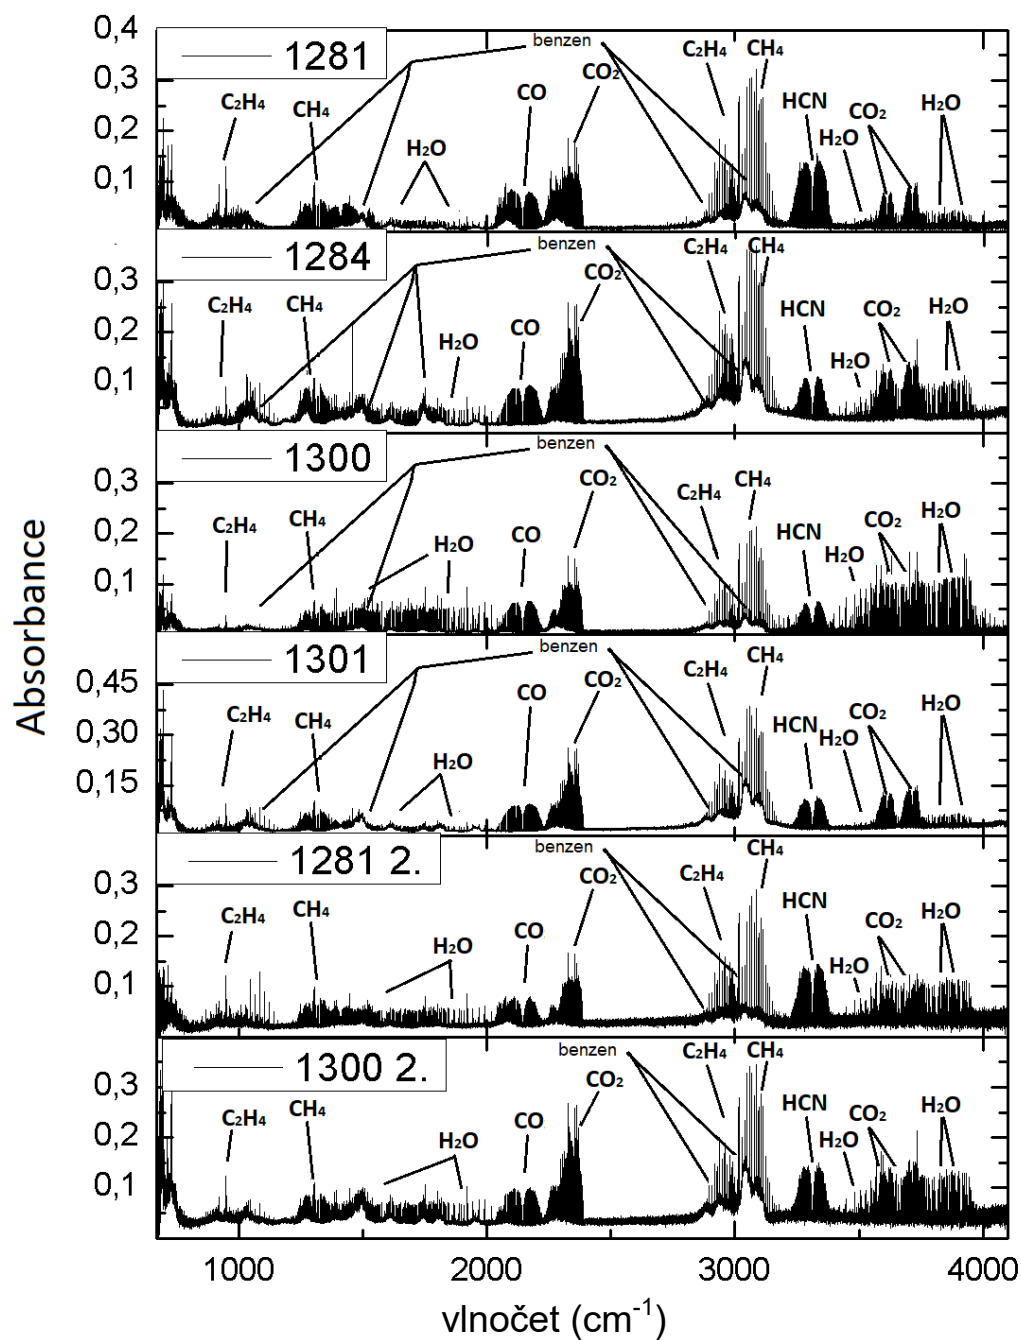 0,4
1281
benzen
C₂H₄
CH₄
CO₂
0,3
C₂H₄
CH₄
CO
HCN
CO₂
H₂O
0,2
H₂O
H₂O
0,1
1284
benzen
C₂H₄
CH₄
0,3
CO₂
C₂H₄
CH₄
CO
HCN
CO₂
H₂O
0,2
H₂O
H₂O
0,1
1300
benzen
0,3
CO₂
C₂H₄
CH₄
C₂H₄
CH₄
CO
HCN
CO₂
H₂O
0,2
H₂O
H₂O
0,1
1301
benzen
C₂H₄
CH₄
0,45
CO₂
C₂H₄
CH₄
CO
HCN
CO₂
H₂O
0,30
H₂O
H₂O
0,15
1281 2.
benzen
C₂H₄
CH₄
0,3
CO₂
C₂H₄
CH₄
CO
HCN
CO₂
H₂O
0,2
H₂O
H₂O
0,1
1300 2.
benzen
C₂H₄
CH₄
0,3
CO₂
C₂H₄
CH₄
CO
HCN
CO₂
H₂O
0,2
H₂O
H₂O
0,1
Absorbance
1000 2000 3000 4000
vlnočet (cm⁻¹)